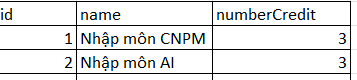 id name numberCredit
1 Nhập môn CNPM 3
2 Nhập môn AI 3